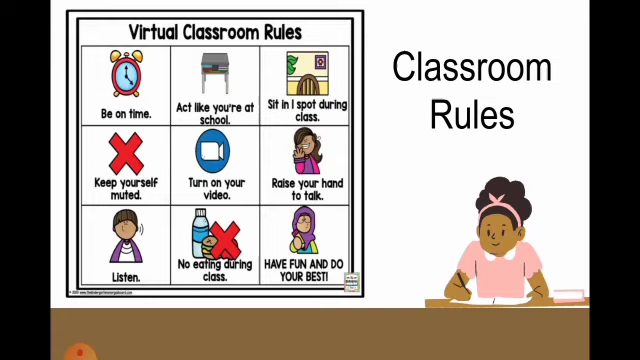 Virtual Classroom Rules
Be on time.
Act like you're at
school.
Sit in 1 spot during
class.
Keep yourself
muted.
Turn on your
video.
Raise your hand
to talk.
Listen.
No eating during
class.
HAVE FUN AND DO
YOUR BEST!
Classroom
Rules